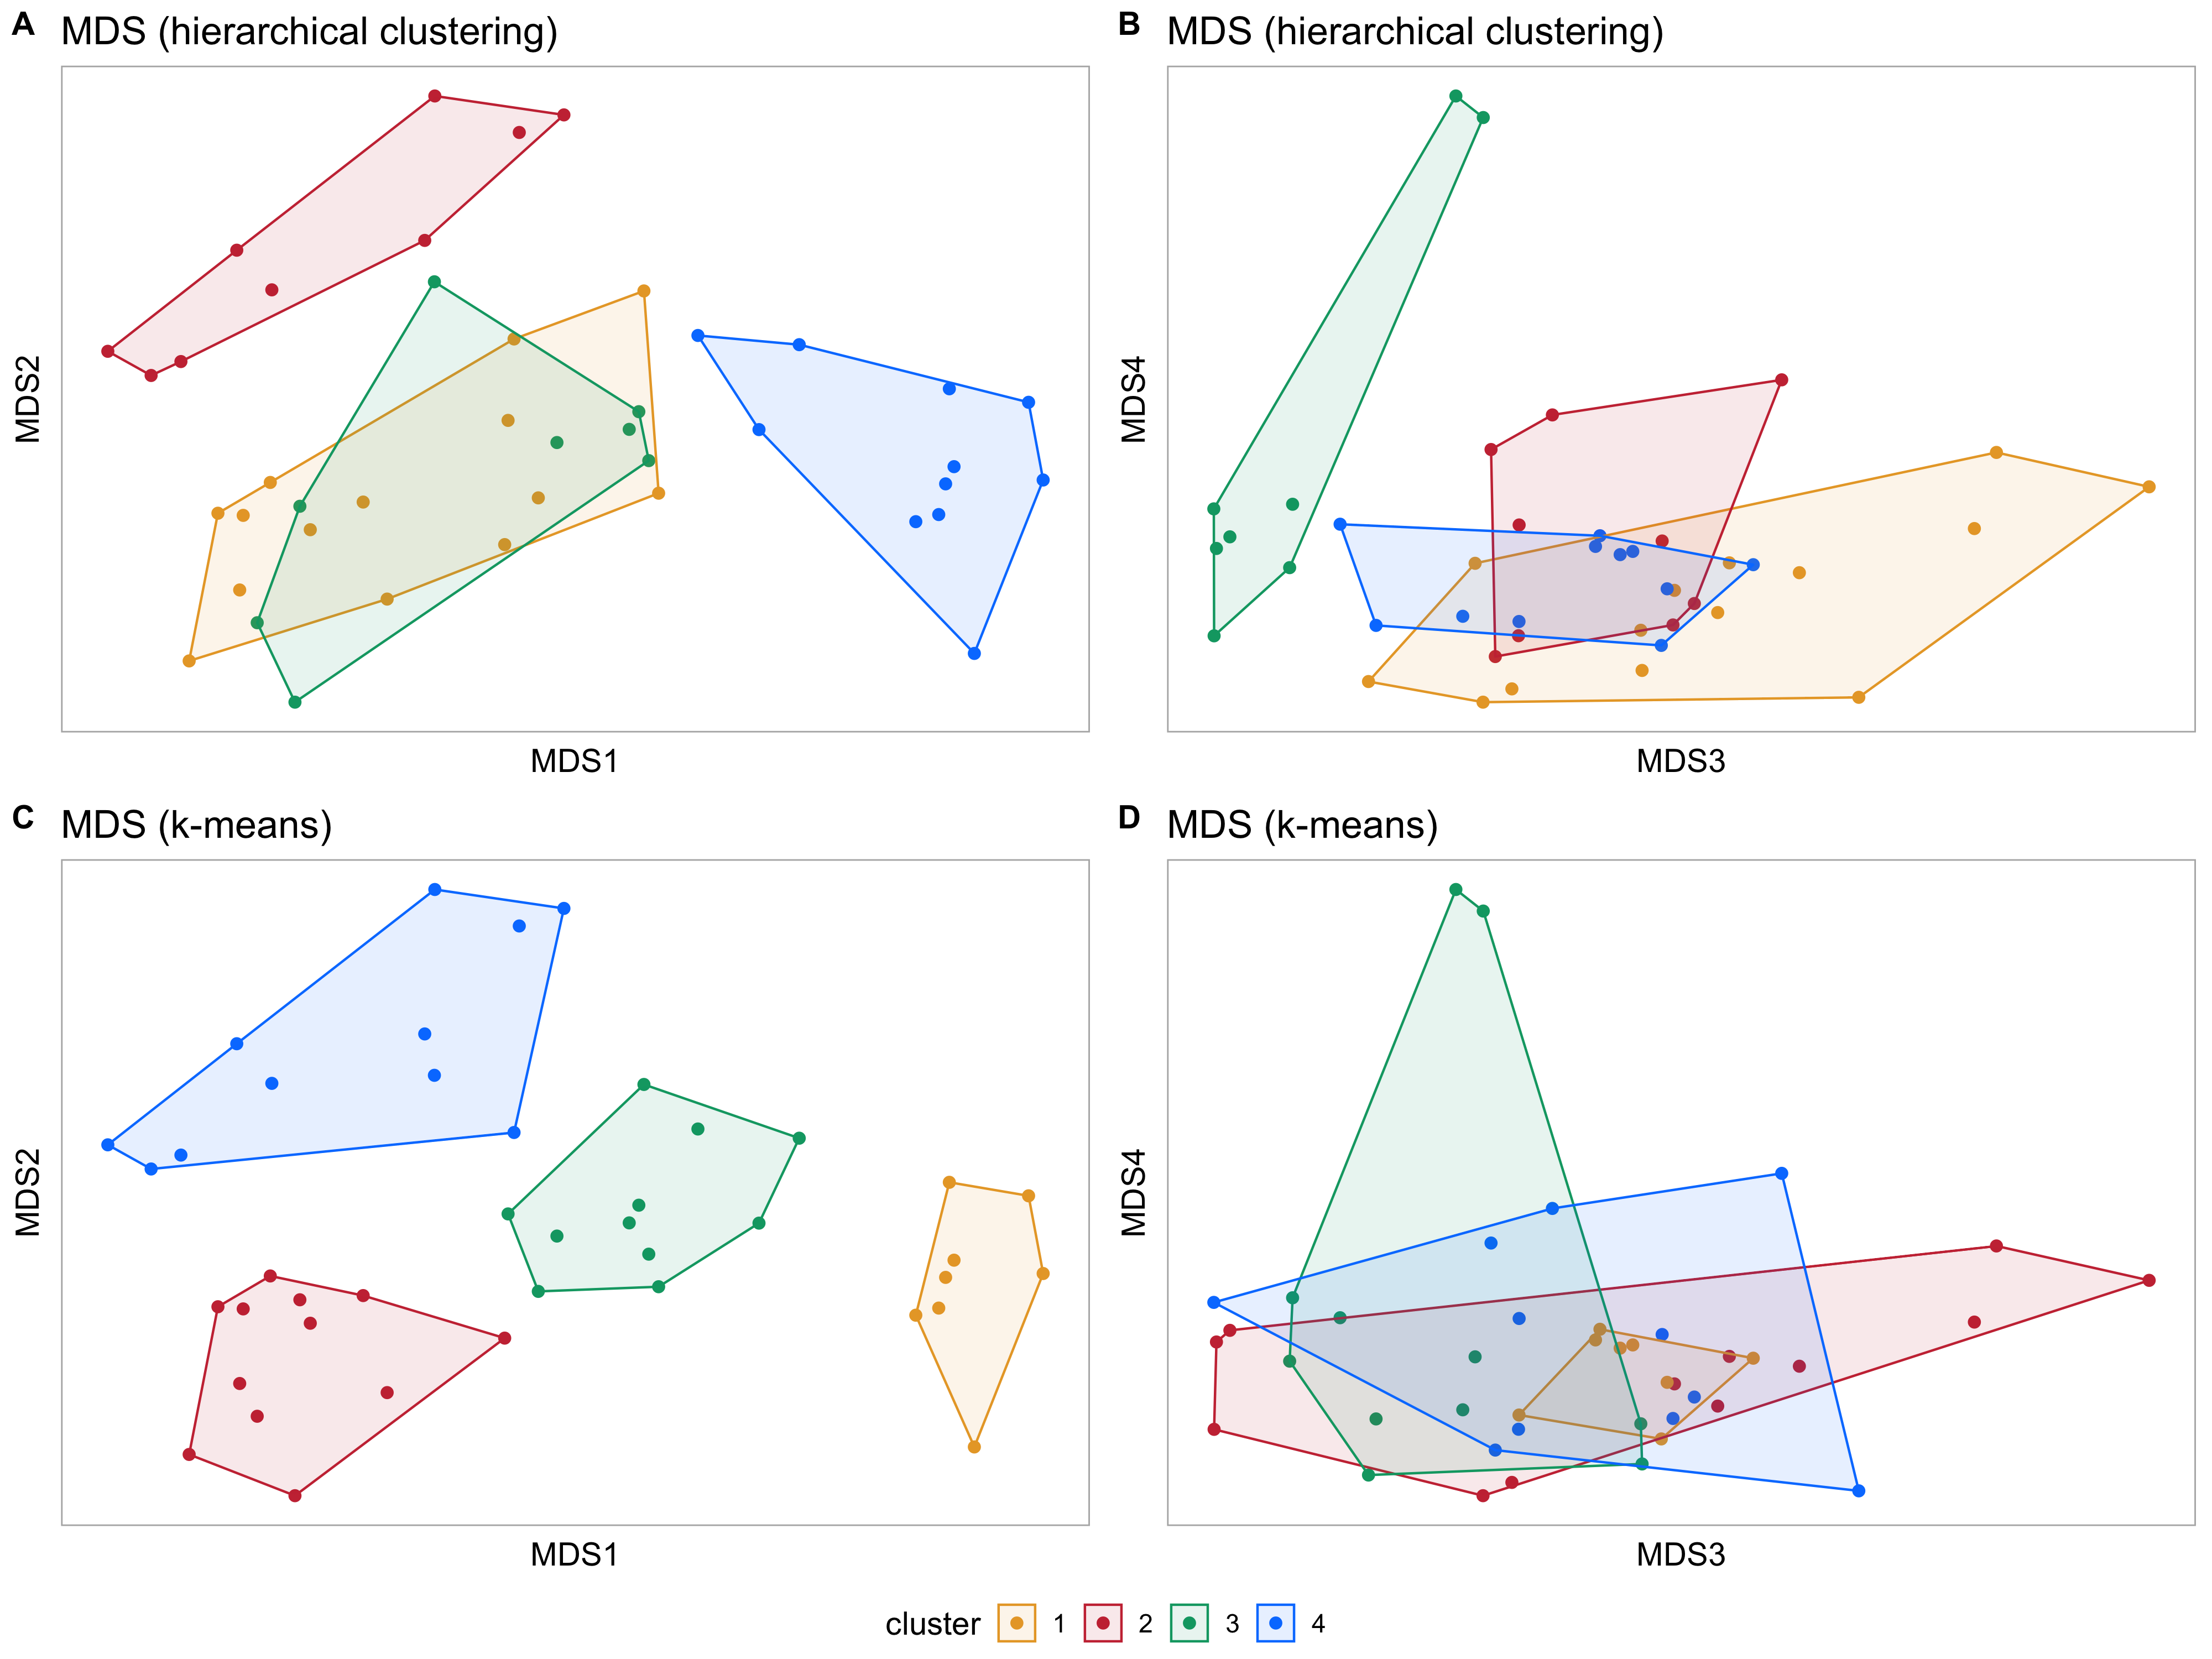 A MDS (hierarchical clustering)
MDS2
MDS1
B MDS (hierarchical clustering)
MDS4
MDS3
C MDS (k-means)
MDS2
MDS1
D MDS (k-means)
MDS4
MDS3
cluster 1 2 3 4